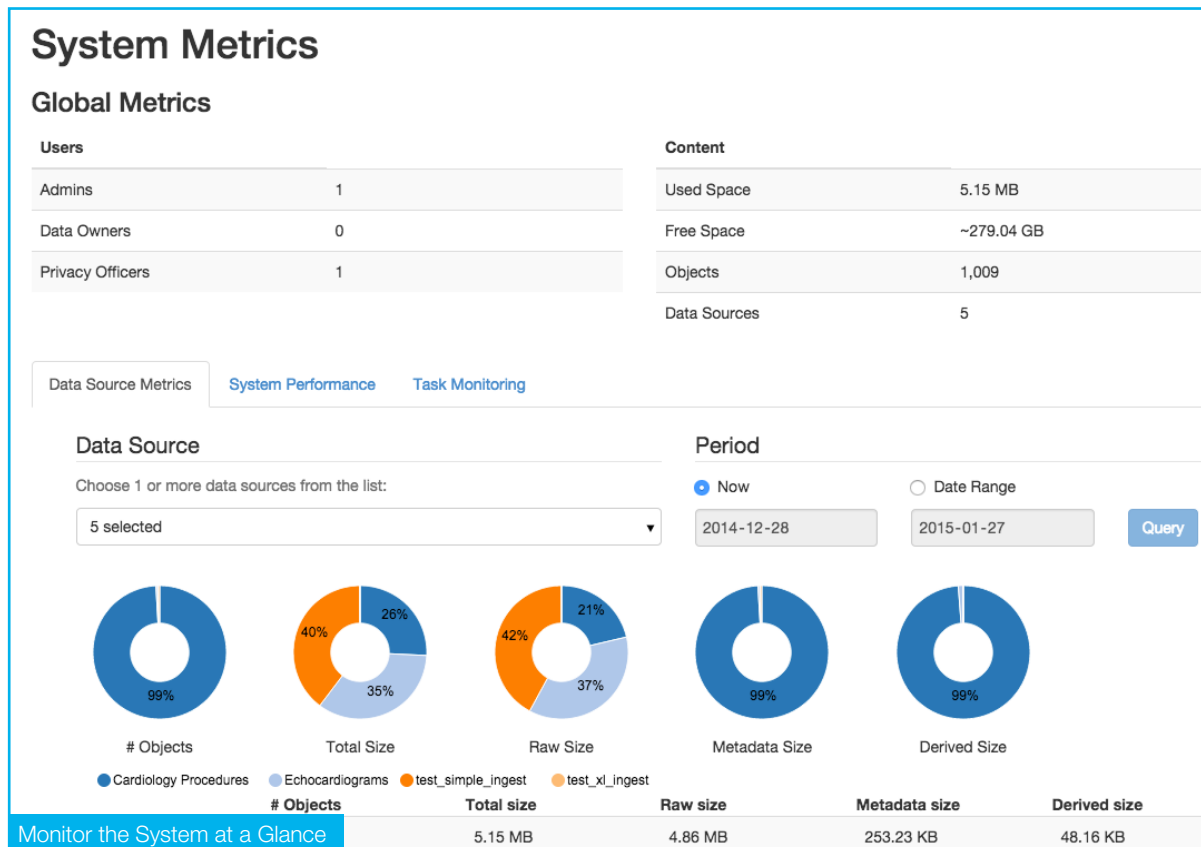 System Metrics
Global Metrics
Users
Admins 1
Data Owners 0
Privacy Officers 1
Content
Used Space 5.15 MB
Free Space ~279.04 GB
Objects 1,009
Data Sources 5
Data Source Metrics System Performance Task Monitoring
Data Source
Choose 1 or more data sources from the list:
5 selected
Period
Now Date Range
2014-12-28 2015-01-27 Query
99%
# Objects
26%
40%
35%
Total Size
21%
42%
37%
Raw Size
99%
Metadata Size
99%
Derived Size
Cardiology Procedures Echocardiograms test_simple_ingest test_xl_ingest
# Objects Total size Raw size Metadata size Derived size
5.15 MB 4.86 MB 253.23 KB 48.16 KB
Monitor the System at a Glance